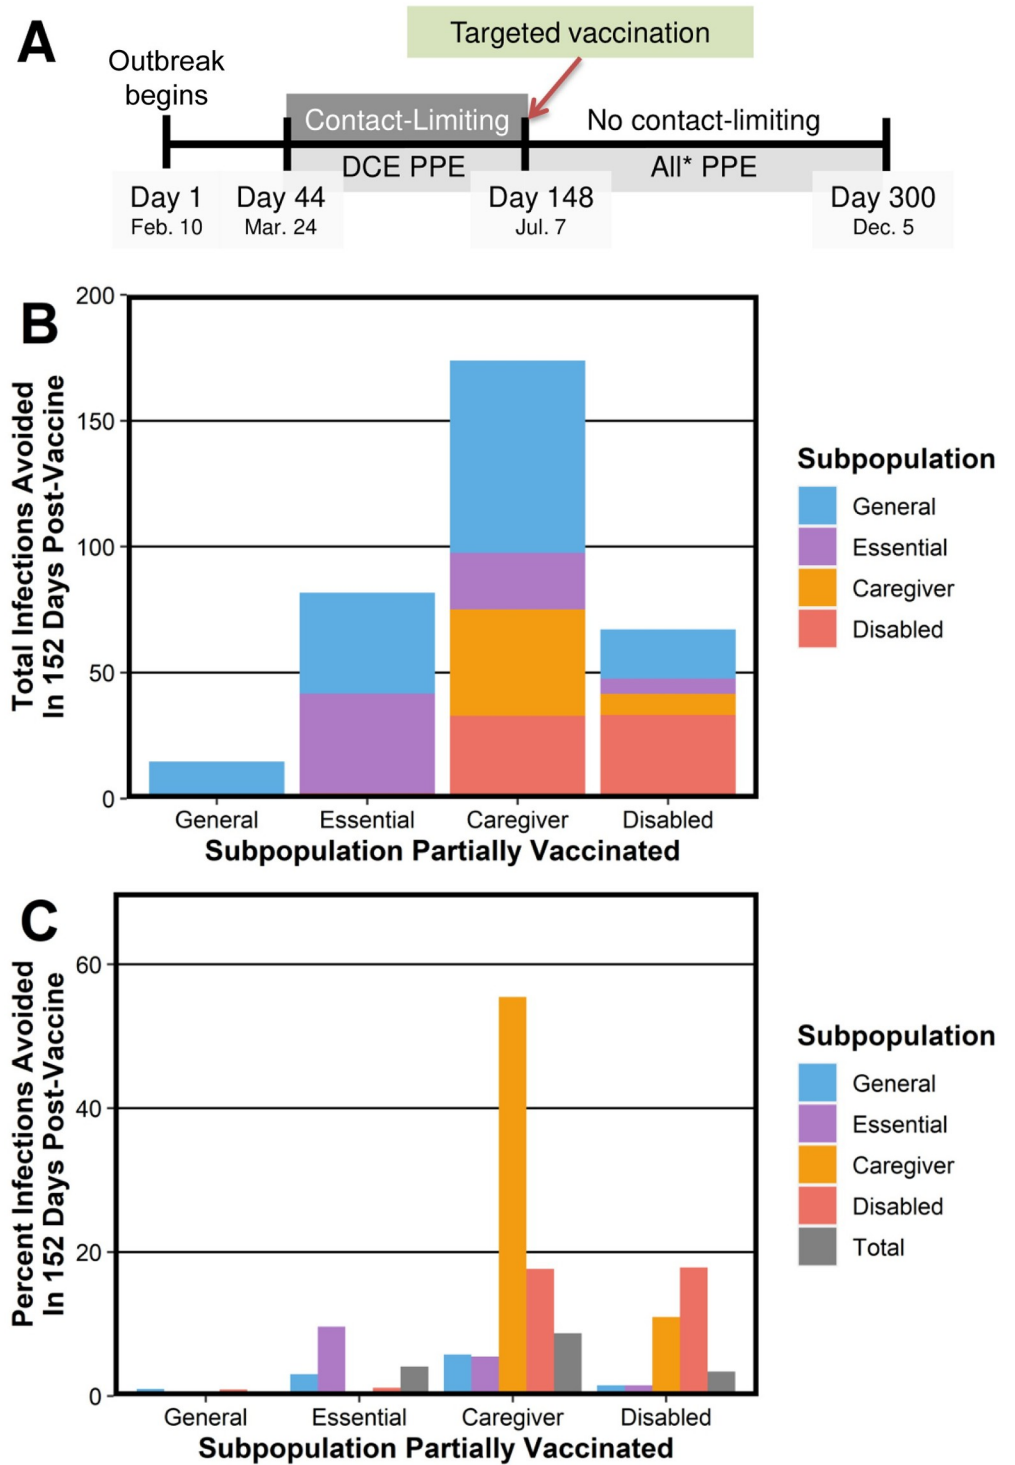 A
Targeted vaccination
Outbreak
begins
Contact-Limiting
No contact-limiting
DCE PPE
All* PPE
Day 1
Day 44
Day 148
Day 300
Feb. 10
Mar. 24
Jul. 7
Dec. 5
B
Total Infections Avoided
In 152 Days Post-Vaccine
200
150
100
50
0
General
Essential
Caregiver
Disabled
Subpopulation Partially Vaccinated
Subpopulation
General
Essential
Caregiver
Disabled
C
Percent Infections Avoided
In 152 Days Post-Vaccine
60
40
20
0
General
Essential
Caregiver
Disabled
Subpopulation Partially Vaccinated
Subpopulation
General
Essential
Caregiver
Disabled
Total